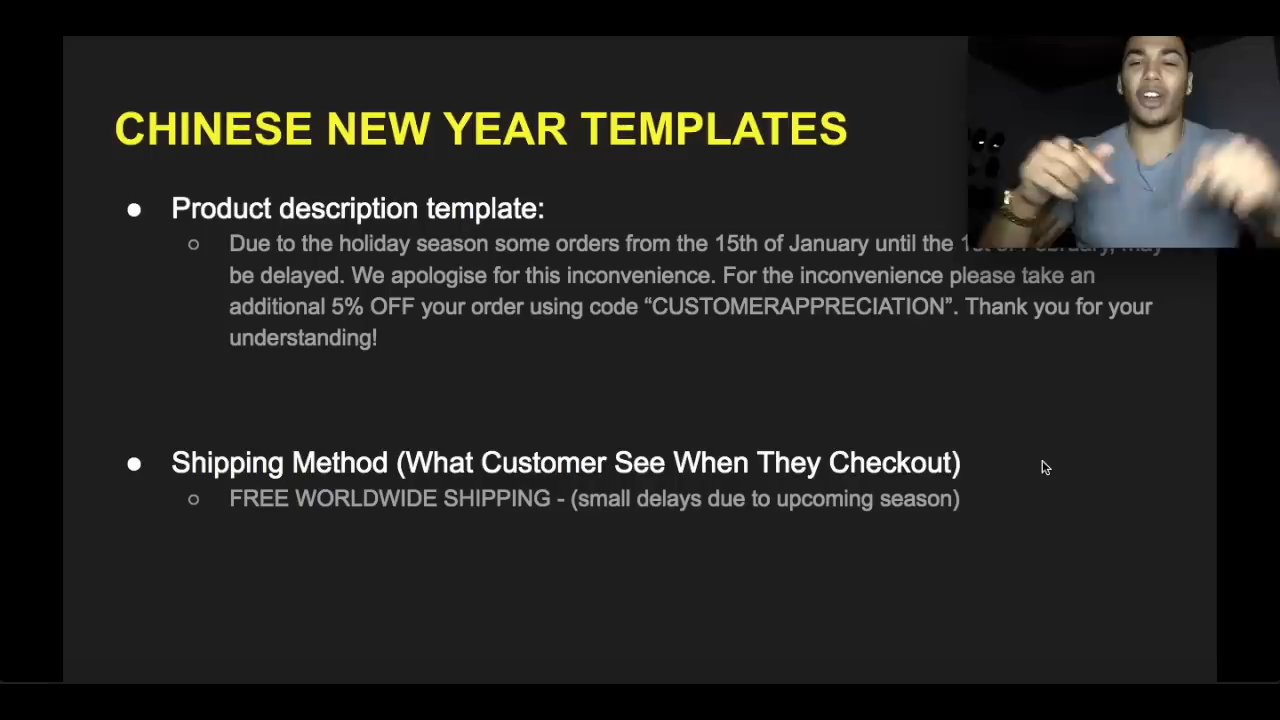 CHINESE NEW YEAR TEMPLATES
Product description template:
Due to the holiday season some orders from the 15th of January until the 1st of February, may
be delayed. We apologise for this inconvenience. For the inconvenience please take an
additional 5% OFF your order using code “CUSTOMERAPPRECIATION”. Thank you for your
understanding!
Shipping Method (What Customer See When They Checkout)
FREE WORLDWIDE SHIPPING - (small delays due to upcoming season)